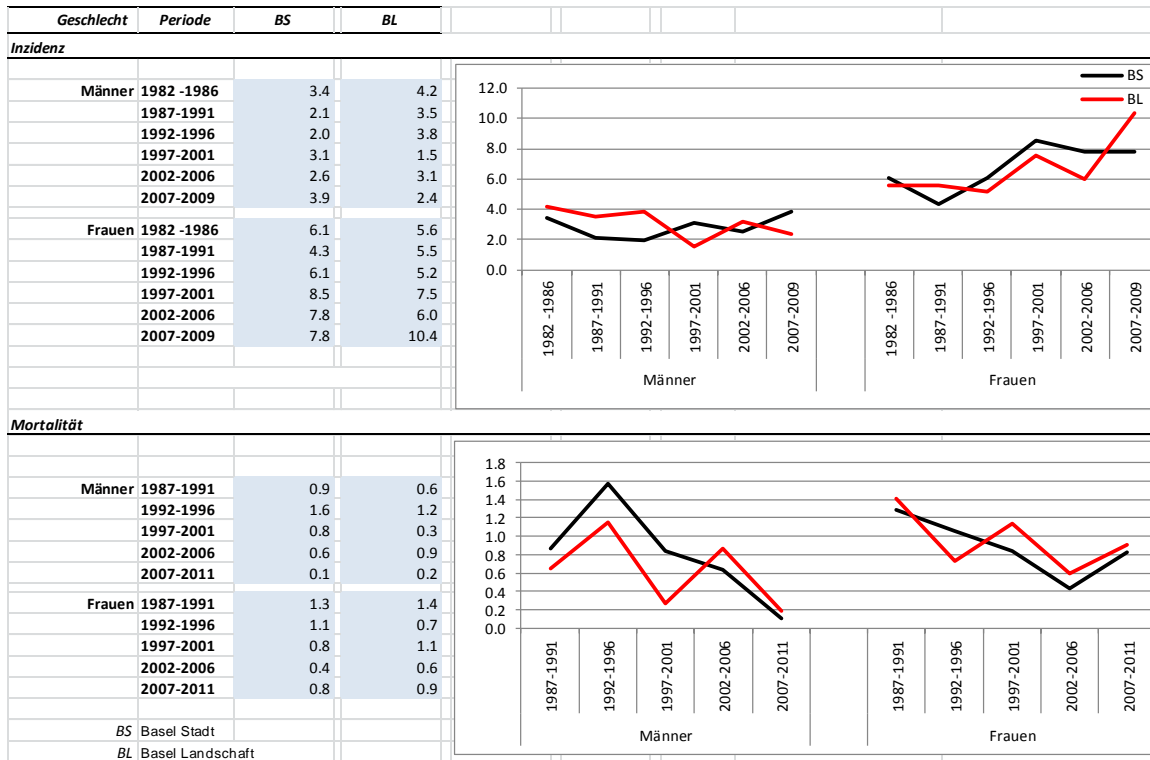 Geschlecht Periode BS BL
Inzidenz
Männer 1982 -1986 3.4 4.2
1987-1991 2.1 3.5
1992-1996 2.0 3.8
1997-2001 3.1 1.5
2002-2006 2.6 3.1
2007-2009 3.9 2.4
Frauen 1982 -1986 6.1 5.6
1987-1991 4.3 5.5
1992-1996 6.1 5.2
1997-2001 8.5 7.5
2002-2006 7.8 6.0
2007-2009 7.8 10.4
BS
BL
12.0
10.0
8.0
6.0
4.0
2.0
0.0
1982 -1986 1987-1991 1992-1996 1997-2001 2002-2006 2007-2009 1982 -1986 1987-1991 1992-1996 1997-2001 2002-2006 2007-2009
Männer Frauen
Mortalität
Männer 1987-1991 0.9 0.6
1992-1996 1.6 1.2
1997-2001 0.8 0.3
2002-2006 0.6 0.9
2007-2011 0.1 0.2
Frauen 1987-1991 1.3 1.4
1992-1996 1.1 0.7
1997-2001 0.8 1.1
2002-2006 0.4 0.6
2007-2011 0.8 0.9
BS Basel Stadt
BL Basel Landschaft
1.8
1.6
1.4
1.2
1.0
0.8
0.6
0.4
0.2
0.0
1987-1991 1992-1996 1997-2001 2002-2006 2007-2011 1987-1991 1992-1996 1997-2001 2002-2006 2007-2011
Männer Frauen